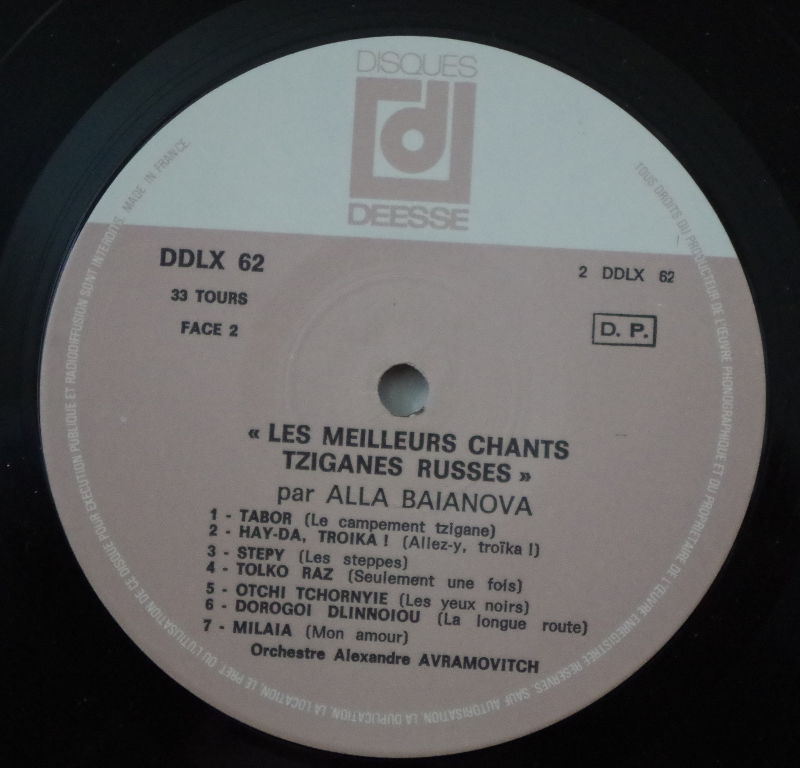 DISQUES
DEESSE
DDLX 62
33 TOURS
FACE 2
2 DDLX 62
D. P.
« LES MEILLEURS CHANTS
TZIGANES RUSSES »
par ALLA BAIANOVA
1 - TABOR (Le campement tzigane)
2 - HAY-DA, TROIKA ! (Allez-y, troïka !)
3 - STEPY (Les steppes)
4 - TOLKO RAZ (Seulement une fois)
5 - OTCHI TCHORNYIE (Les yeux noirs)
6 - DOROGOI DLINNOIOU (La longue route)
7 - MILAIA (Mon amour)
Orchestre Alexandre AVRAMOVITCH
TOUS DROITS DU PRODUCTEUR DE L'ŒUVRE PHONOGRAPHIQUE ET DU PROPRIETAIRE DE L'ŒUVRE ENREGISTREE RESERVES. SAUF AUTORISATION, LA DUPLICATION, LA LOCATION, LE PRET, OU L'UTILISATION DE CE DISQUE POUR EXECUTION PUBLIQUE ET RADIODIFFUSION SONT INTERDITS. MADE IN FRANCE